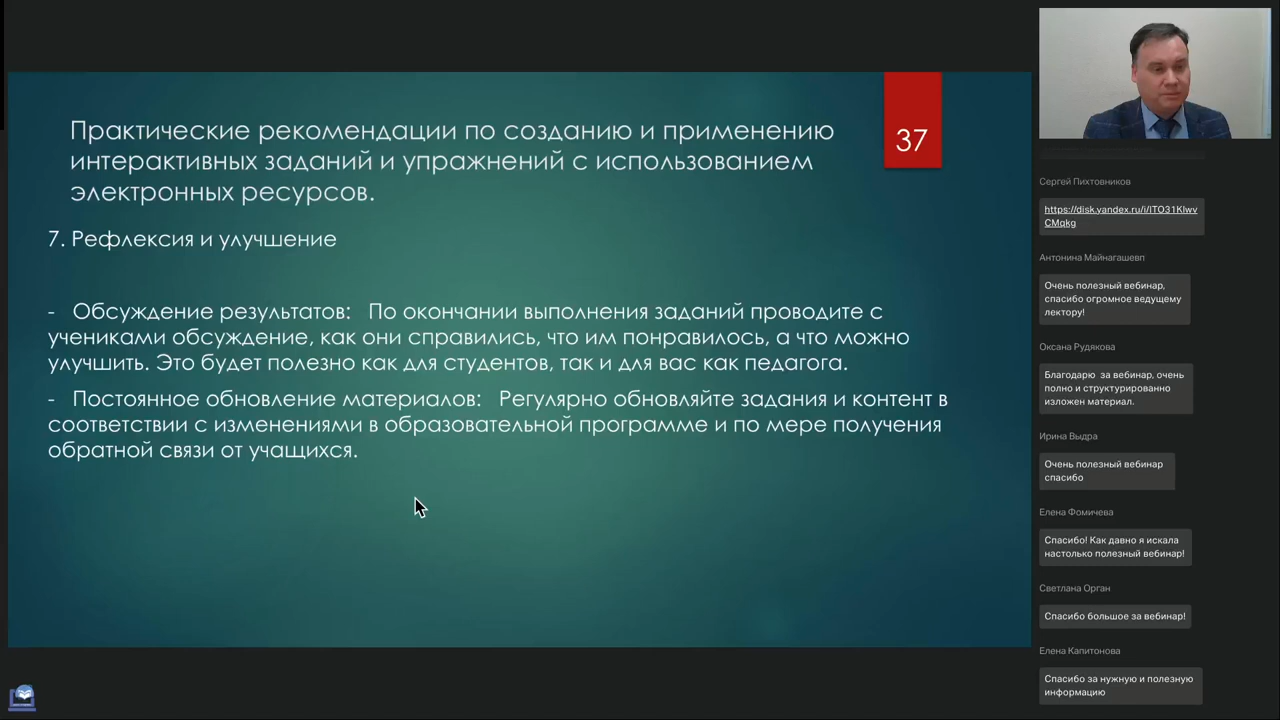 Практические рекомендации по созданию и применению
интерактивных заданий и упражнений с использованием
электронных ресурсов.
37
7. Рефлексия и улучшение
- Обсуждение результатов: По окончании выполнения заданий проводите с
учениками обсуждение, как они справились, что им понравилось, а что можно
улучшить. Это будет полезно как для студентов, так и для вас как педагога.
- Постоянное обновление материалов: Регулярно обновляйте задания и контент в
соответствии с изменениями в образовательной программе и по мере получения
обратной связи от учащихся.
Сергей Пихтовников
https://disk.yandex.ru/i/lTO31KIwv
CMqkg
Антонина Майнагашевп
Очень полезный вебинар,
спасибо огромное ведущему
лектору!
Оксана Рудякова
Благодарю за вебинар, очень
полно и структурированно
изложен материал.
Ирина Выдра
Очень полезный вебинар
спасибо
Елена Фомичева
Спасибо! Как давно я искала
настолько полезный вебинар!
Светлана Орган
Спасибо большое за вебинар!
Елена Капитонова
Спасибо за нужную и полезную
информацию